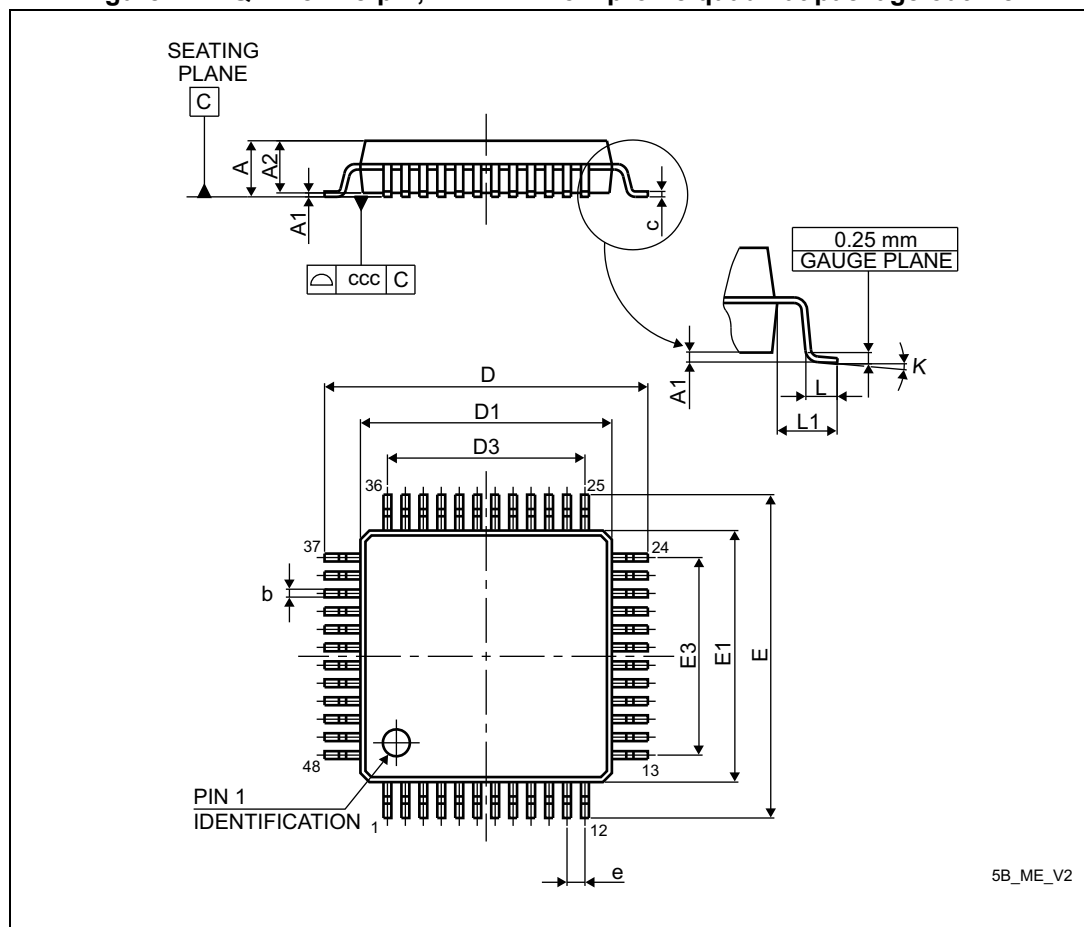 SEATING
PLANE
C
A
A2
A1
c
ccc C
0.25 mm
GAUGE PLANE
A1
K
L
L1
D
D1
D3
36
25
37
24
b
E3
E1
E
48
13
PIN 1
IDENTIFICATION
1
12
e
5B_ME_V2